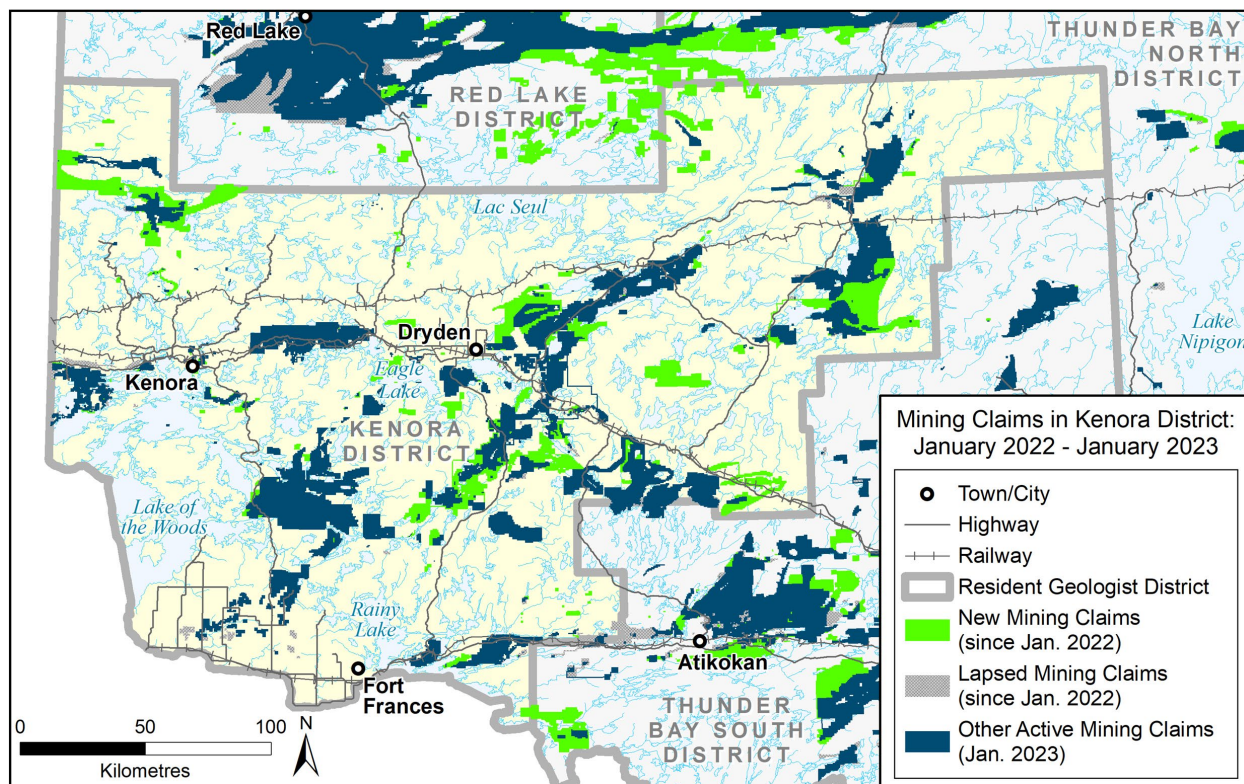 Red Lake
THUNDER BAY
NORTH
DISTRICT
RED LAKE
DISTRICT
Lac Seul
Lake
Nipigon
Dryden
Kenora
Eagle
Lake
KENORA
DISTRICT
Lake of
the Woods
Rainy
Lake
Atikokan
Fort
Frances
THUNDER
BAY SOUTH
DISTRICT
0 50 100
Kilometres
N
Mining Claims in Kenora District:
January 2022 - January 2023
Town/City
Highway
Railway
Resident Geologist District
New Mining Claims
(since Jan. 2022)
Lapsed Mining Claims
(since Jan. 2022)
Other Active Mining Claims
(Jan. 2023)